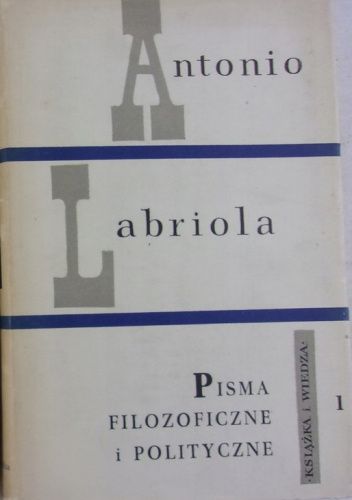 Antonio
Labriola
PISMA
FILOZOFICZNE
i POLITYCZNE
·KSIĄŻKA i WIEDZA·
1